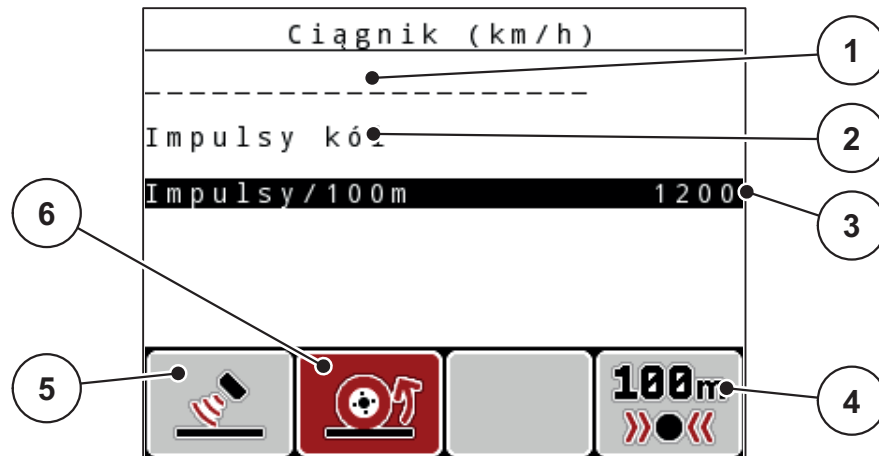 Ciągnik (km/h)
1
--------------------
Impulsy kół
2
Impulsy/100m 1200
3
6
5
100m
4